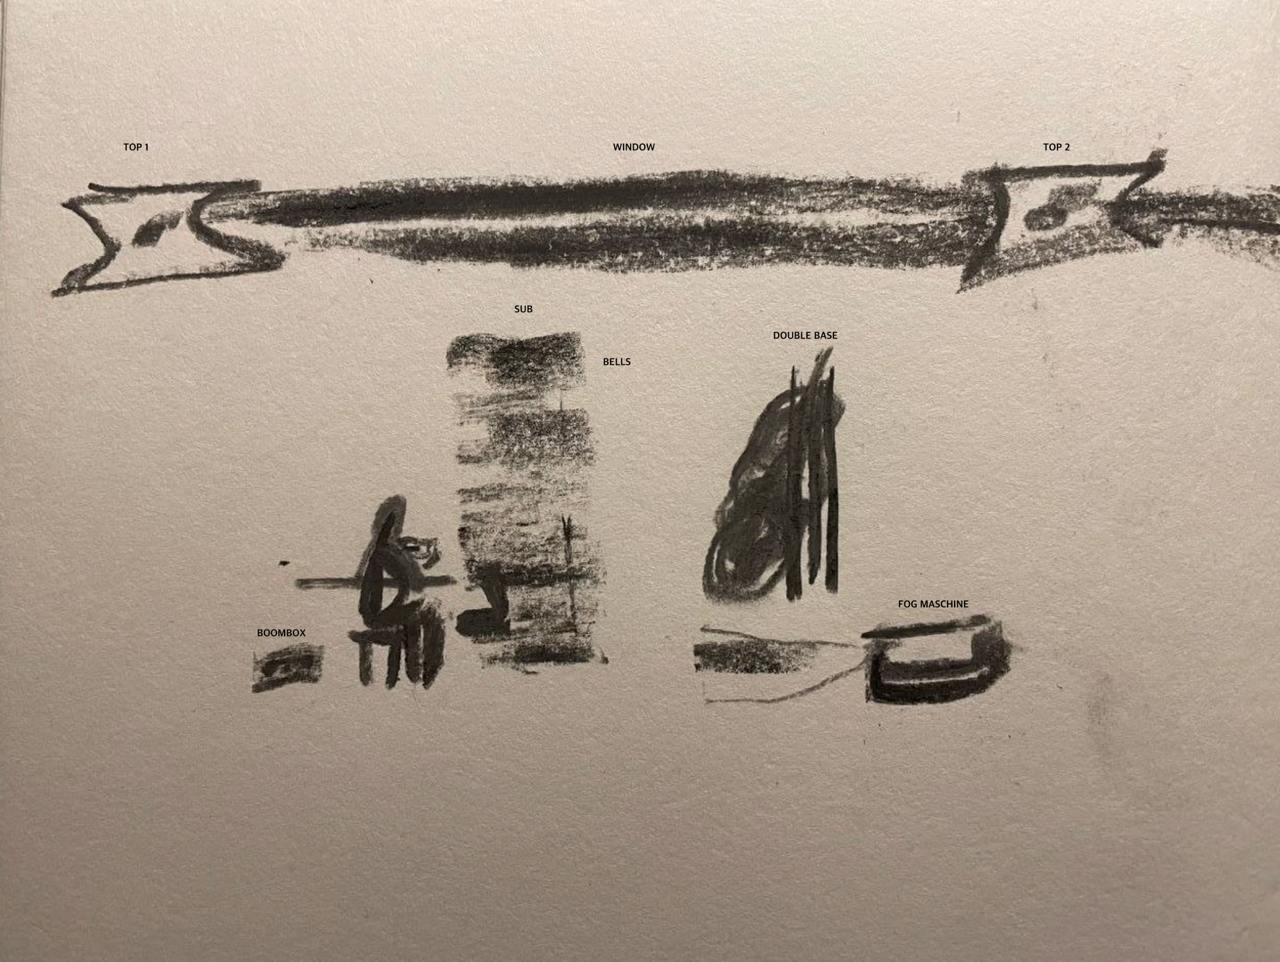 TOP 1
WINDOW
TOP 2
SUB
DOUBLE BASE
BELLS
FOG MASCHINE
BOOMBOX